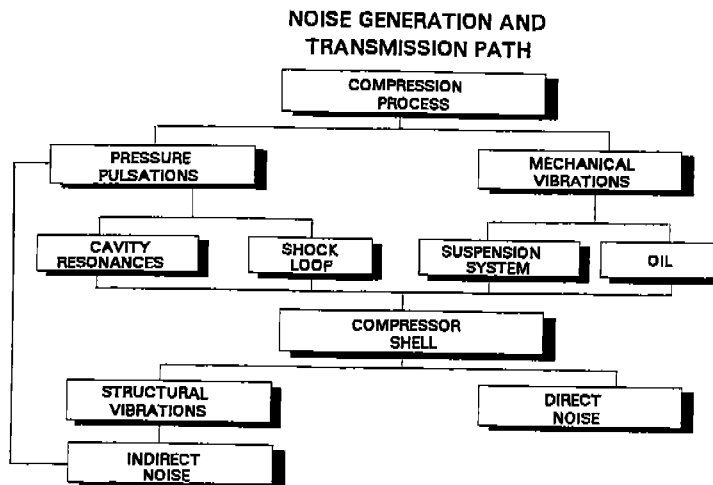 NOISE GENERATION AND
TRANSMISSION PATH
COMPRESSION
PROCESS
PRESSURE
PULSATIONS
MECHANICAL
VIBRATIONS
CAVITY
RESONANCES
SHOCK
LOOP
SUSPENSION
SYSTEM
OIL
COMPRESSOR
SHELL
STRUCTURAL
VIBRATIONS
DIRECT
NOISE
INDIRECT
NOISE